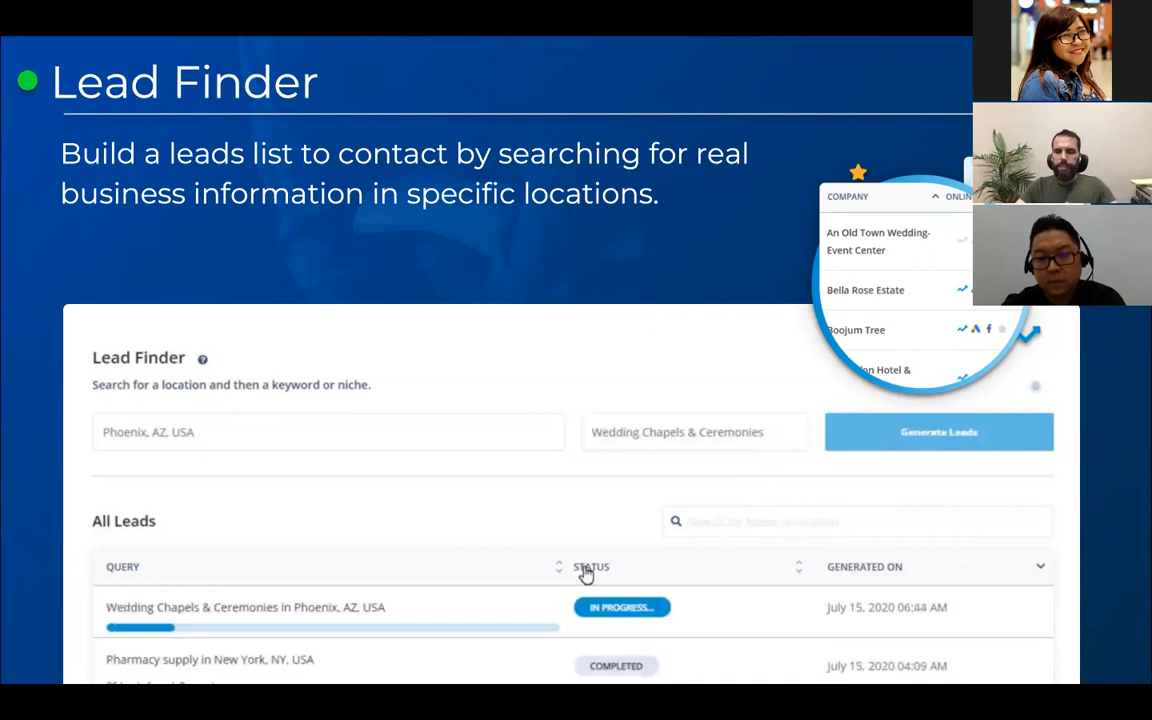 Lead Finder
Build a leads list to contact by searching for real
business information in specific locations.
COMPANY
An Old Town Wedding-
Event Center
Bella Rose Estate
Boojum Tree
Hotel &
Lead Finder
Search for a location and then a keyword or niche.
Phoenix, AZ, USA
Wedding Chapels & Ceremonies
Generate Leads
All Leads
QUERY
STATUS
GENERATED ON
Wedding Chapels & Ceremonies in Phoenix, AZ, USA
IN PROGRESS...
July 15, 2020 06:44 AM
Pharmacy supply in New York, NY, USA
COMPLETED
July 15, 2020 04:09 AM